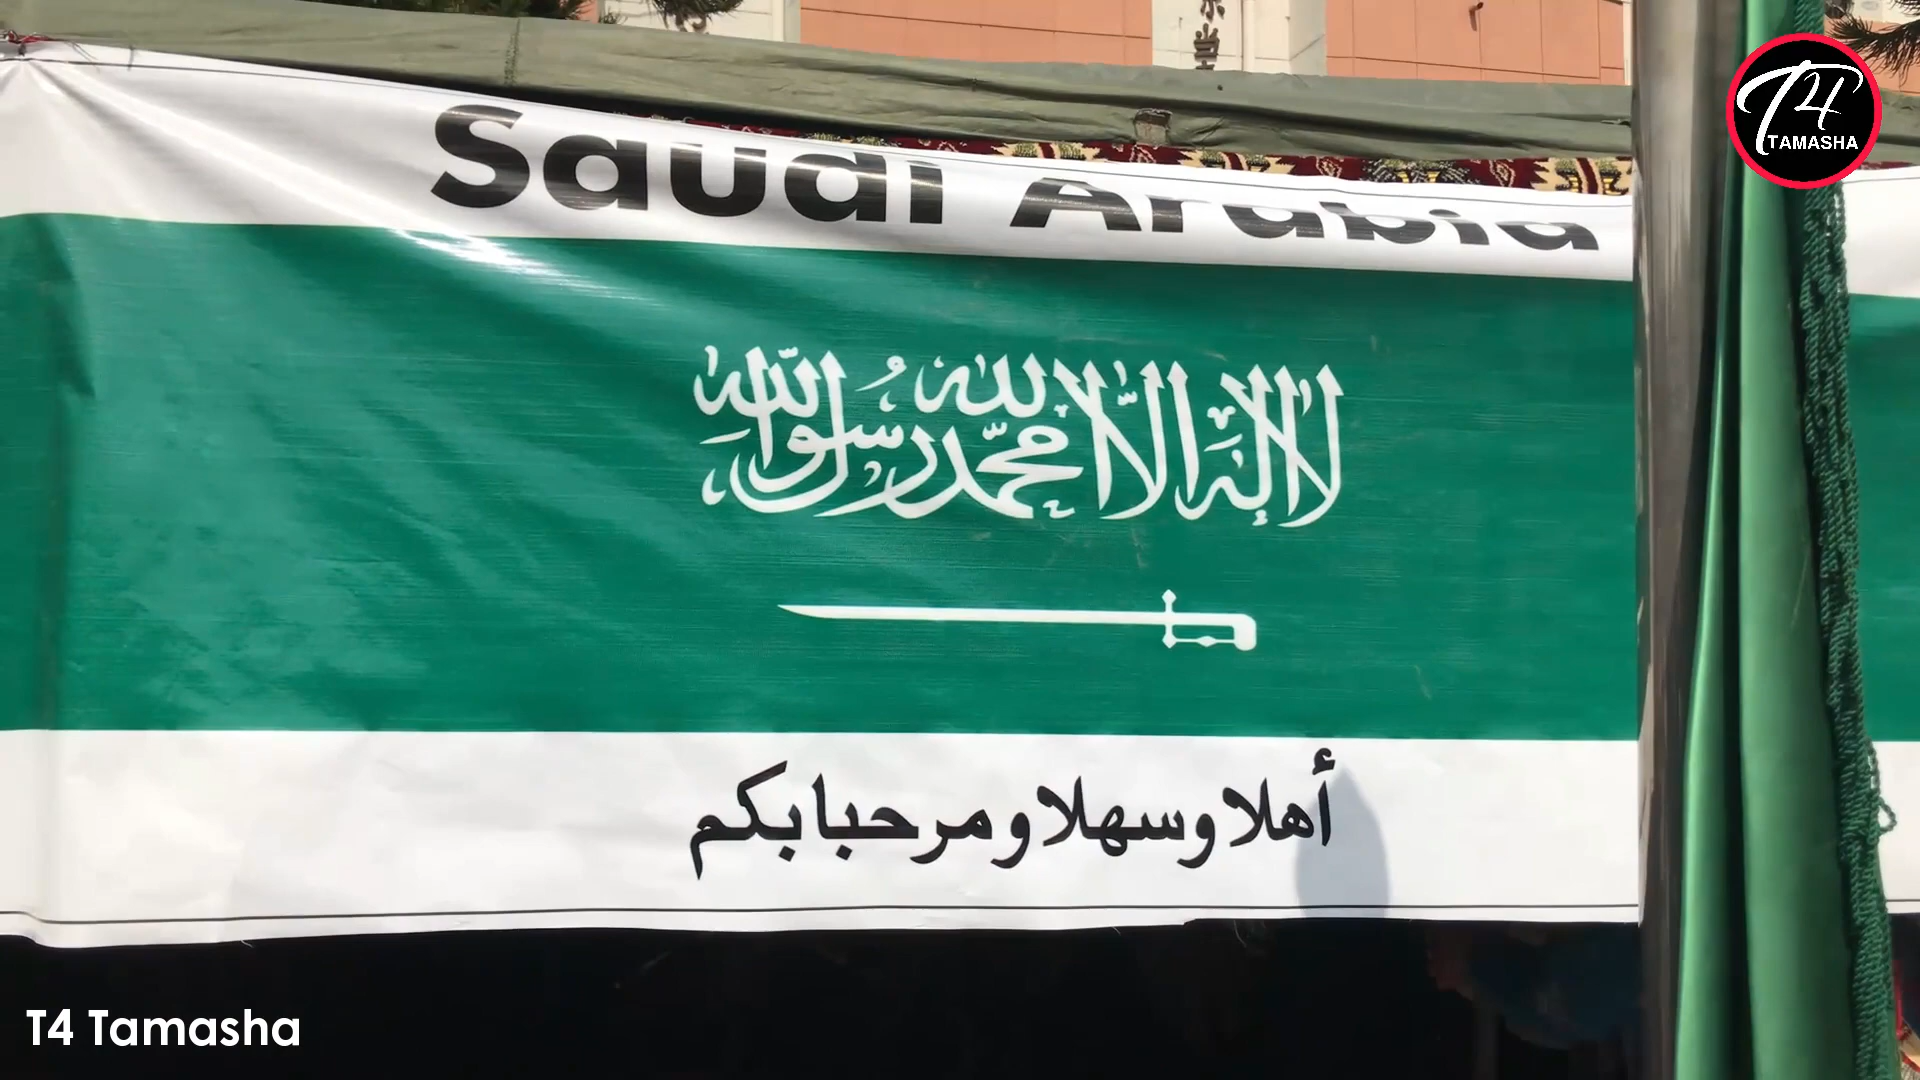 T4
TAMASHA
Saudi Arabia
لا إله إلا الله محمد رسول الله
أهلا وسهلا ومرحبا بكم
T4 Tamasha